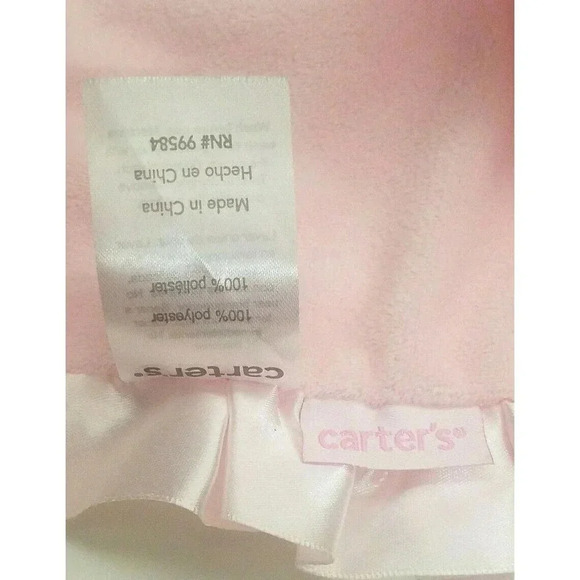 carter's®
100% polyester
100% poliéster
Made in China
Hecho en China
RN# 99584
carter's®